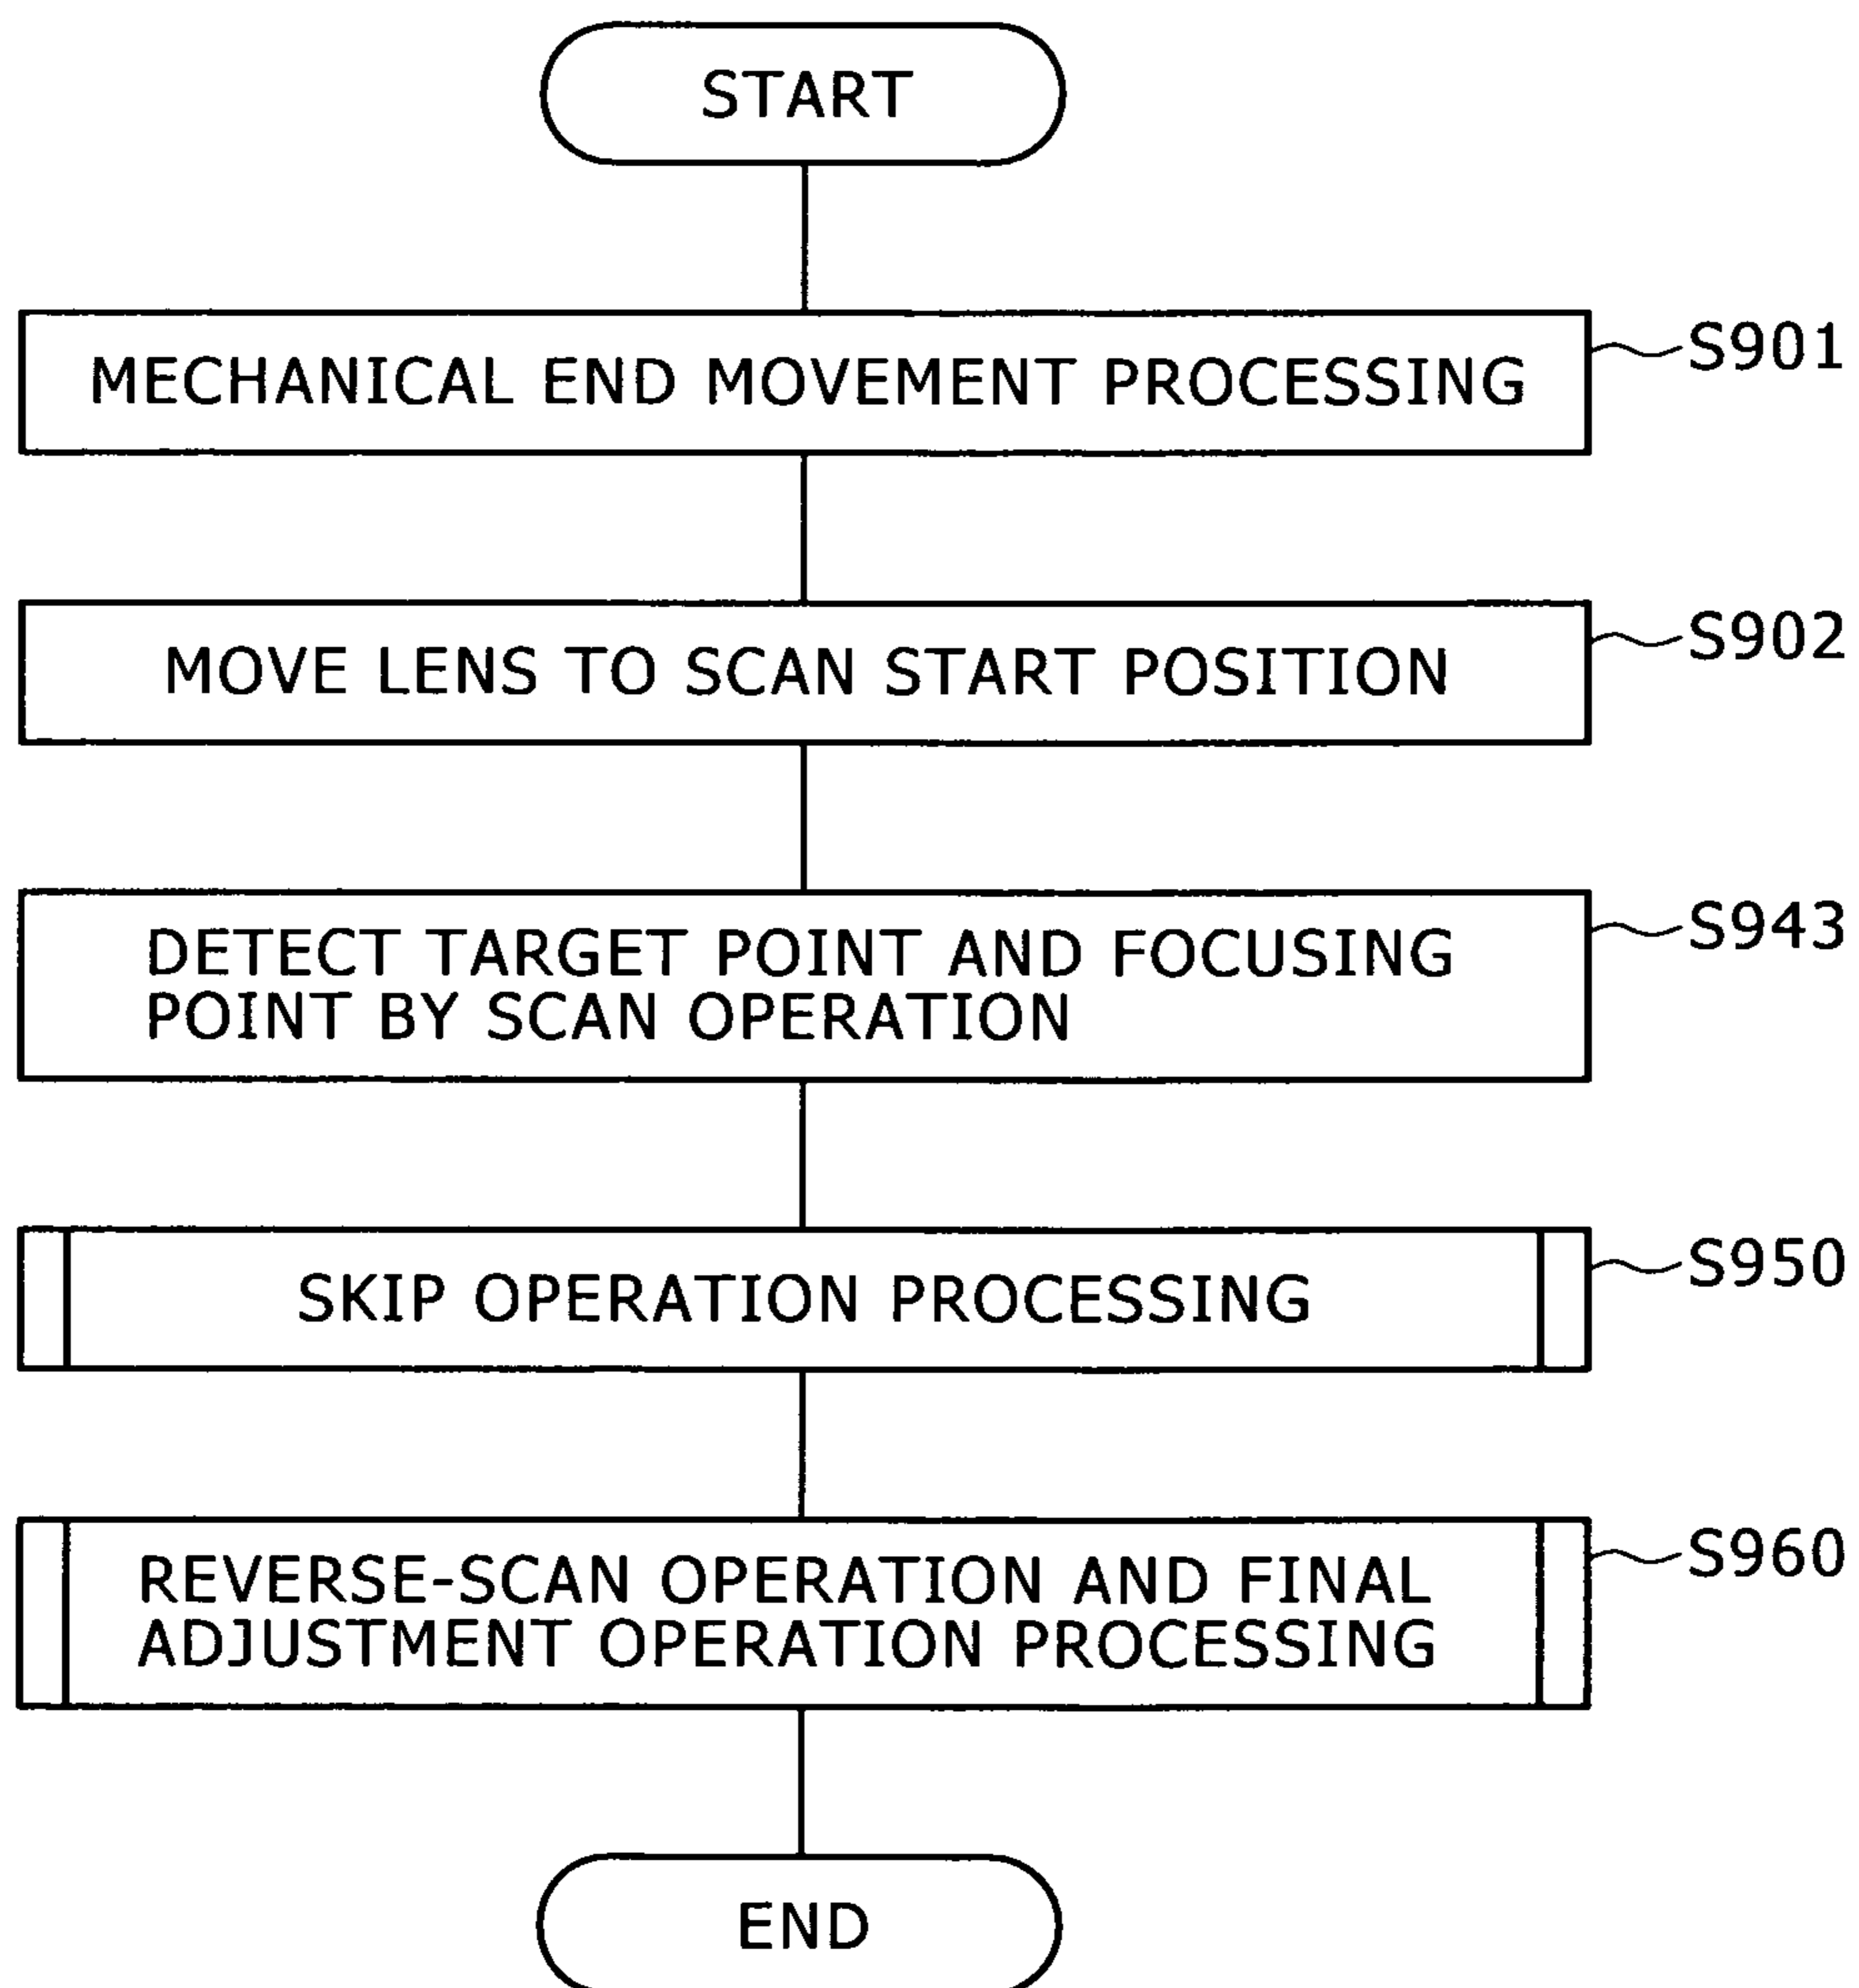 START
MECHANICAL END MOVEMENT PROCESSING
S901
MOVE LENS TO SCAN START POSITION
S902
DETECT TARGET POINT AND FOCUSING
POINT BY SCAN OPERATION
S943
SKIP OPERATION PROCESSING
S950
REVERSE-SCAN OPERATION AND FINAL
ADJUSTMENT OPERATION PROCESSING
S960
END